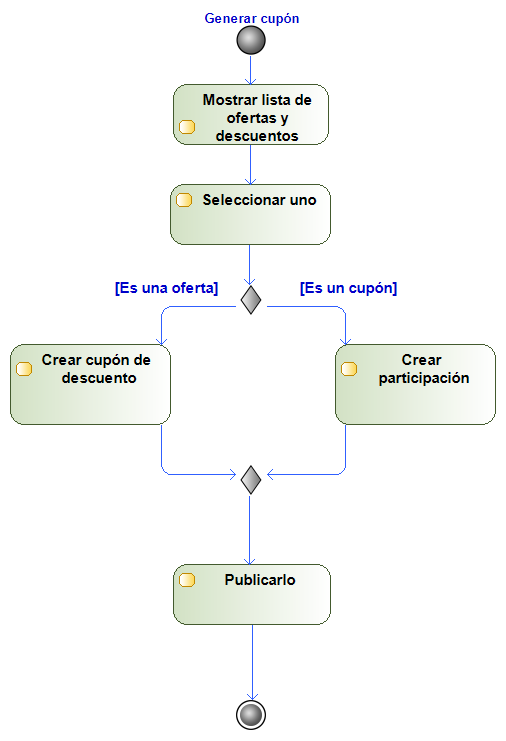 Generar cupón
Mostrar lista de
ofertas y
descuentos
Seleccionar uno
[Es una oferta]
[Es un cupón]
Crear cupón de
descuento
Crear
participación
Publicarlo